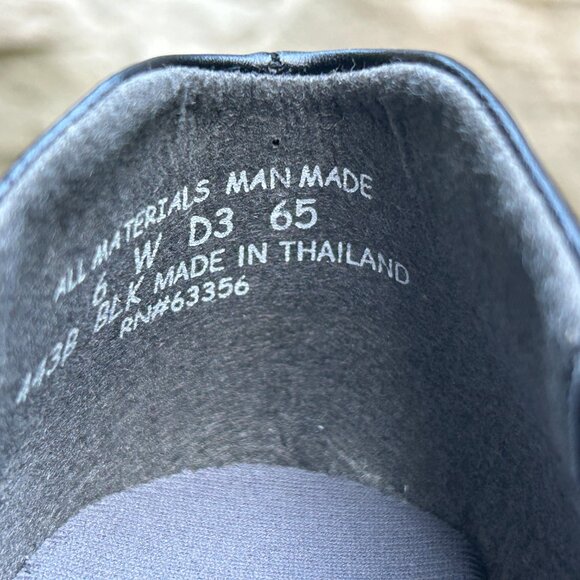 ALL MATERIALS MAN MADE
6 W D3 65
443B BLK MADE IN THAILAND
RN#63356